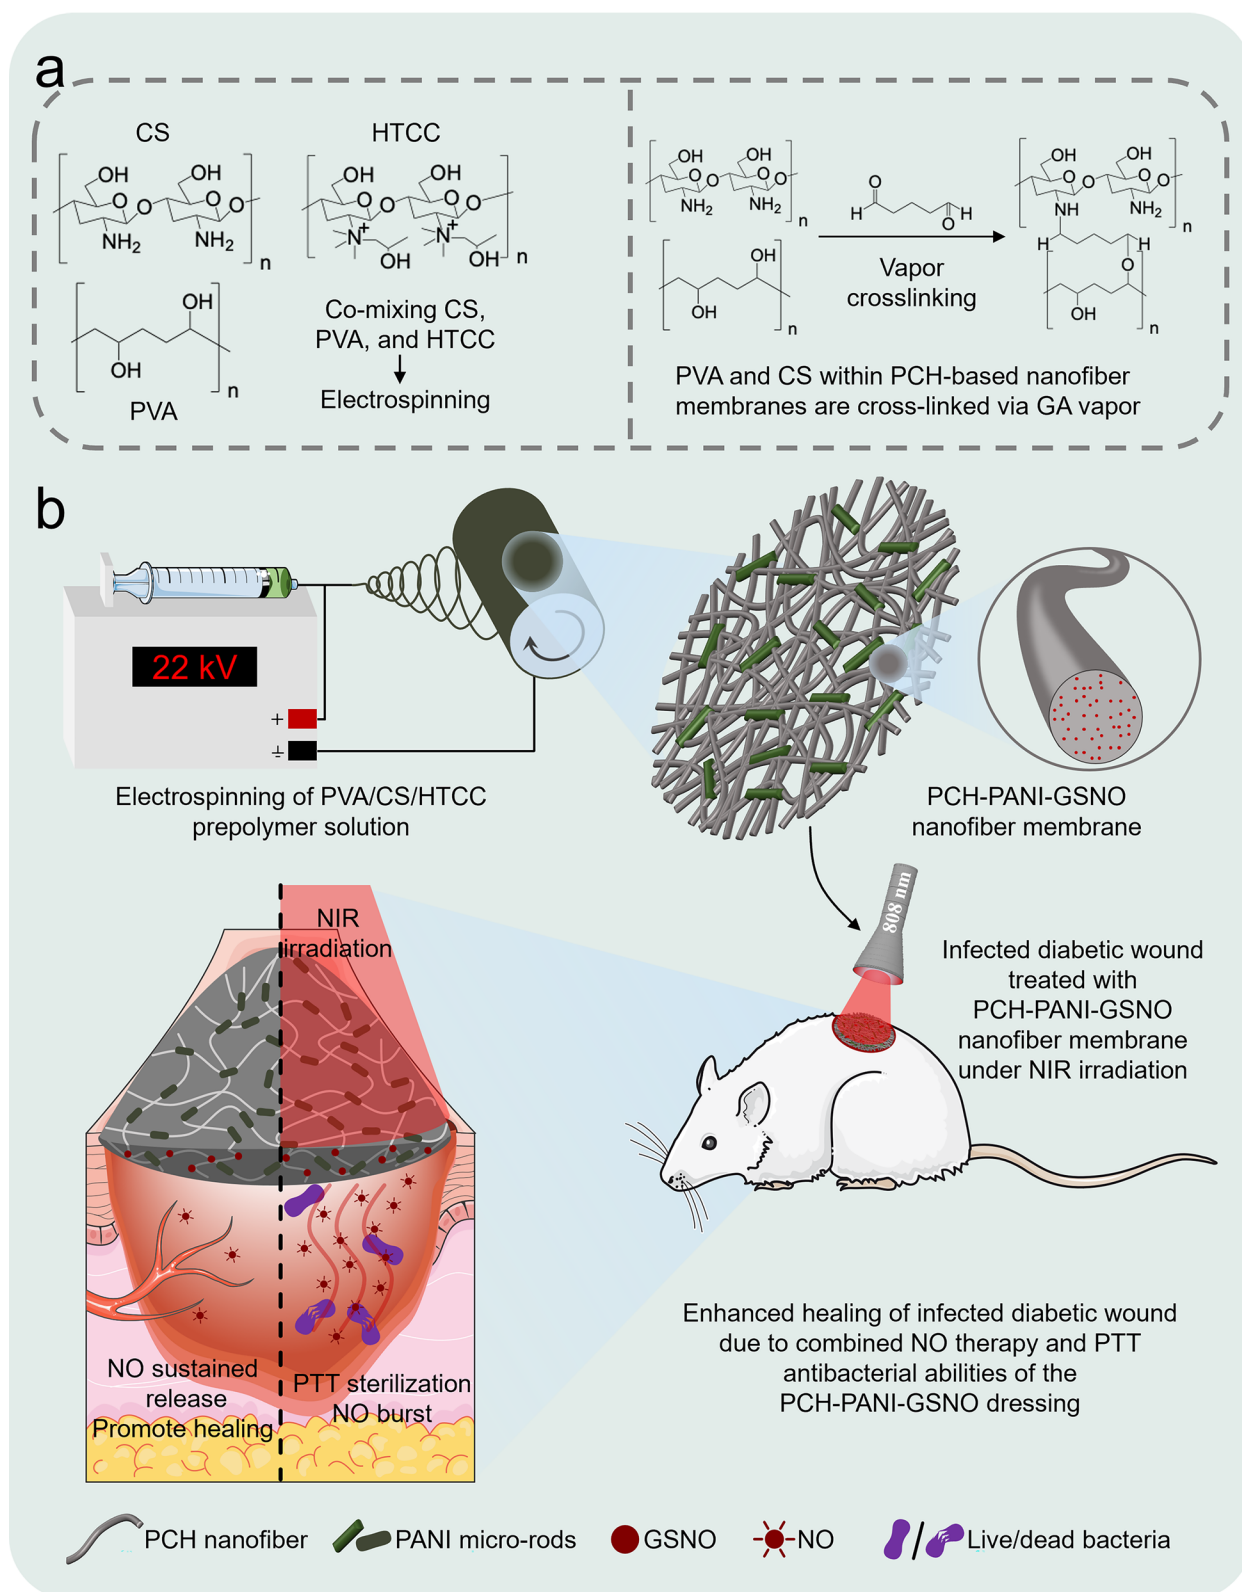 a
CS
OH
OH
O
O
O
O
NH2
NH2
n
HTCC
OH
OH
O
O
O
O
N+
N+
OH
OH
n
OH
OH
n
PVA
Co-mixing CS,
PVA, and HTCC
Electrospinning
OH
OH
O
O
O
O
NH2
NH2
n
OH
OH
n
O
H
H
O
Vapor
crosslinking
OH
OH
O
O
O
O
NH
NH2
n
H
H
O
OH
n
PVA and CS within PCH-based nanofiber
membranes are cross-linked via GA vapor
b
22 kV
+
Electrospinning of PVA/CS/HTCC
prepolymer solution
PCH-PANI-GSNO
nanofiber membrane
808 nm
Infected diabetic wound
treated with
PCH-PANI-GSNO
nanofiber membrane
under NIR irradiation
NIR
irradiation
NO sustained
release
Promote healing
PTT sterilization
NO burst
Enhanced healing of infected diabetic wound
due to combined NO therapy and PTT
antibacterial abilities of the
PCH-PANI-GSNO dressing
PCH nanofiber
PANI micro-rods
GSNO
NO
/
Live/dead bacteria